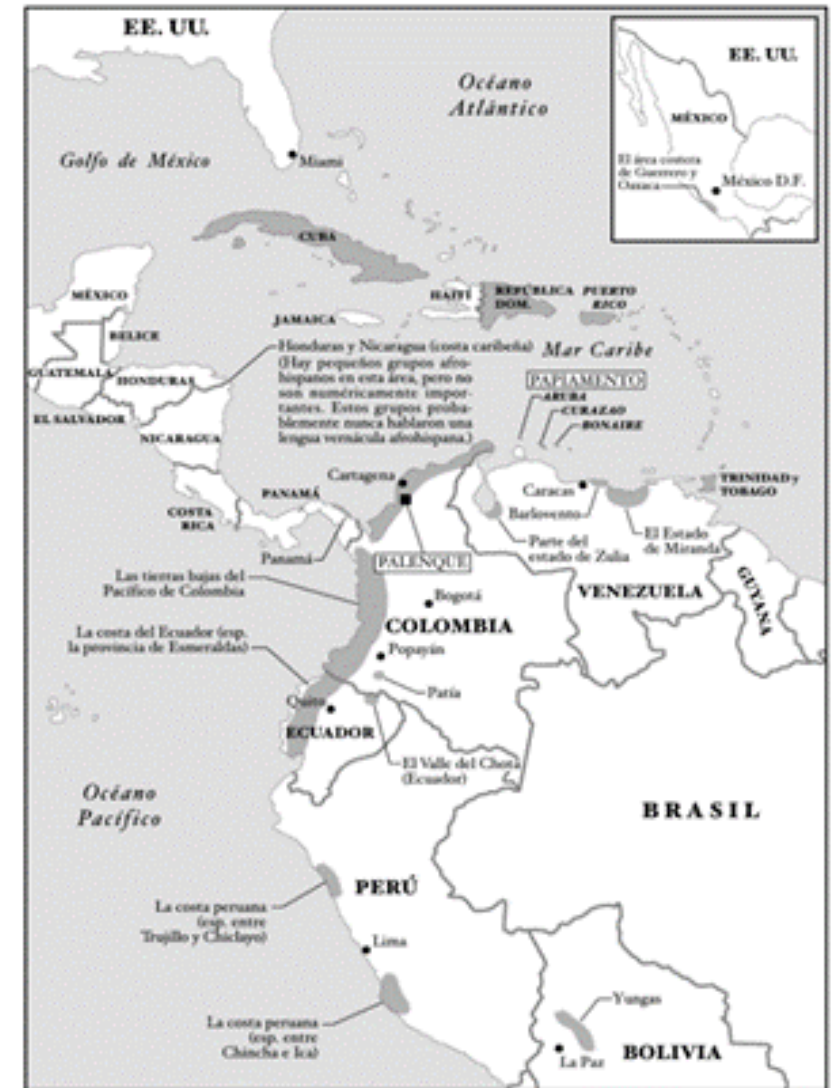 EE. UU.
Océano
Atlántico
Golfo de México
Miami
EE. UU.
MÉXICO
El área costera
de Guerrero y
Oaxaca
México D.F.
CUBA
MÉXICO
HAITÍ
REPÚBLICA
DOM.
PUERTO
RICO
JAMAICA
BELICE
Honduras y Nicaragua (costa caribeña)
(Hay pequeños grupos afro-
hispanos en esta área, pero no
son numéricamente impor-
tantes. Estos grupos proba-
blemente nunca hablaron una
lengua vernácula afrohispana.)
Mar Caribe
GUATEMALA
HONDURAS
PAPIAMENTO
ARUBA
CURAZAO
BONAIRE
EL SALVADOR
NICARAGUA
Cartagena
PANAMÁ
COSTA
RICA
Caracas
Barlovento
TRINIDAD y
TOBAGO
El Estado
de Miranda
Parte del
estado de Zulia
Panamá
PALENQUE
Las tierras bajas del
Pacífico de Colombia
Bogotá
VENEZUELA
GUYANA
COLOMBIA
La costa del Ecuador (esp.
la provincia de Esmeraldas)
Popayán
Patía
Quito
ECUADOR
El Valle del Chota
(Ecuador)
Océano
Pacífico
BRASIL
PERÚ
La costa peruana
(esp. entre
Trujillo y Chiclayo)
Lima
La costa peruana
(esp. entre
Chincha e Ica)
Yungas
La Paz
BOLIVIA